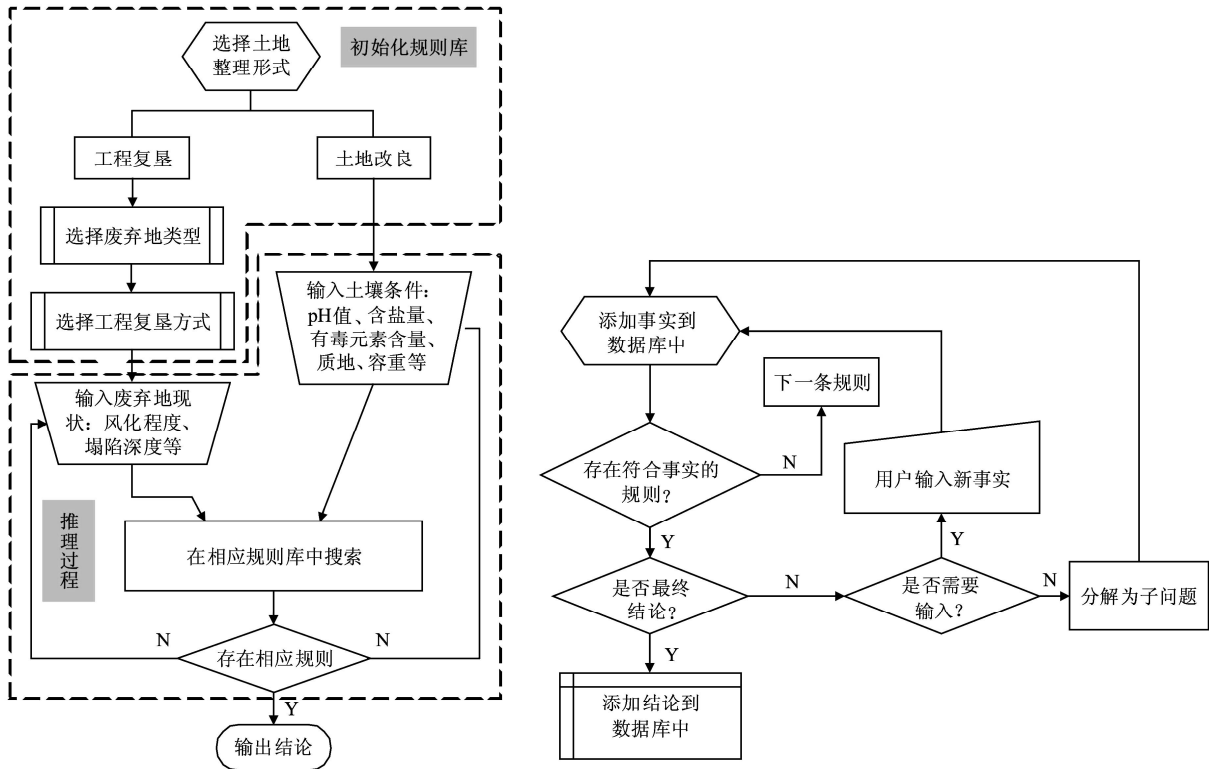 选择土地
整理形式
初始化规则库
工程复垦
土地改良
选择废弃地类型
选择工程复垦方式
输入土壤条件：
pH值、含盐量、
有毒元素含量、
质地、容重等
输入废弃地现
状：风化程度、
塌陷深度等
推理过程
在相应规则库中搜索
N
存在相应规则
N
Y
输出结论
添加事实到
数据库中
下一条规则
存在符合事实的
规则？
N
用户输入新事实
Y
Y
是否最终
结论？
N
是否需要
输入？
N
分解为子问题
Y
添加结论到
数据库中